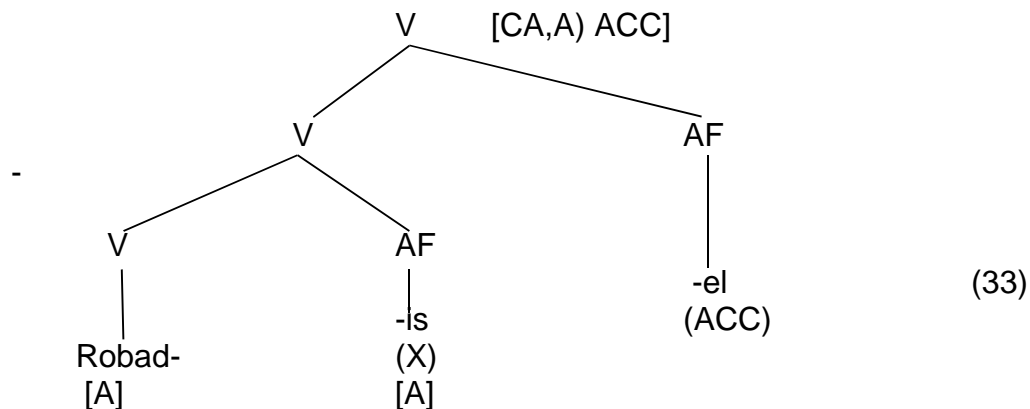 V [CA,A) ACC]
V AF
-
V AF
-el (33)
-is (ACC)
Robad- (X)
[A] [A]